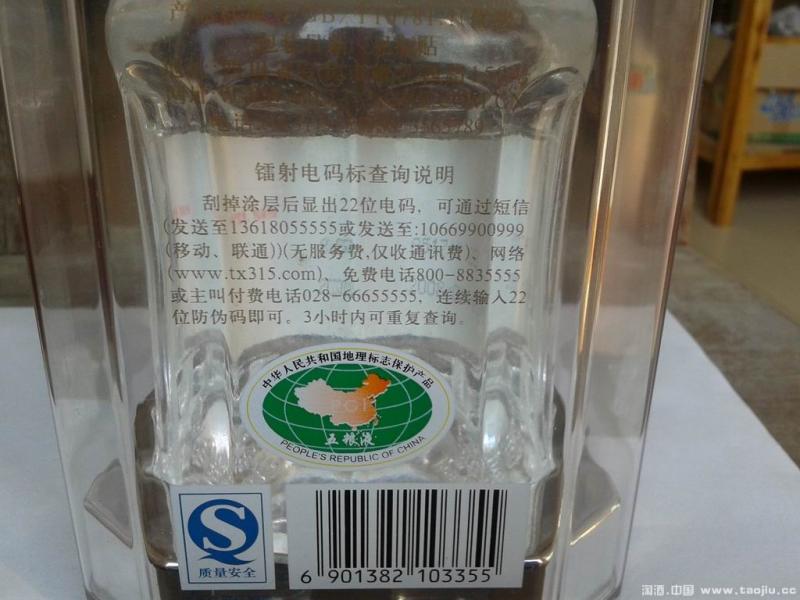 镭射电码标查询说明
刮掉涂层后显出22位电码，可通过短信
(发送至13618055555或发送至:10669900999
(移动、联通))(无服务费,仅收通讯费)、网络
(www.tx315.com)、免费电话800-8835555
或主叫付费电话028-66655555，连续输入22
位防伪码即可。3小时内可重复查询。
中华人民共和国地理标志保护产品
五粮液
PEOPLE'S REPUBLIC OF CHINA
质量安全
6 901382 103355
淘酒.中国 www.taojiu.cc